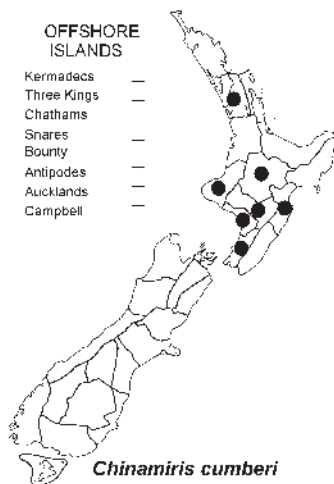 OFFSHORE
ISLANDS
Kermadecs —
Three Kings —
Chathams
Snares —
Bounty
Antipodes —
Aucklands —
Campbell —
Chinamiris cumberi